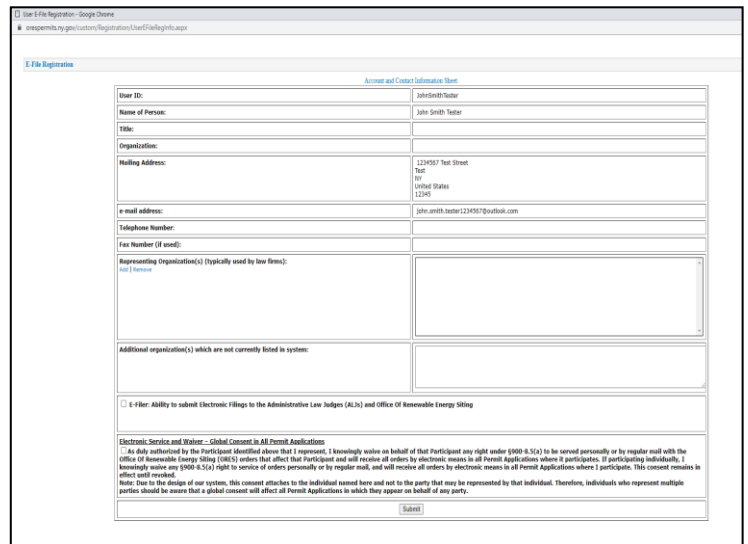 User E-File Registration - Google Chrome
orespermits.ny.gov/custom/Registration/UserEFileRegInfo.aspx
E-File Registration
Account and Contact Information Sheet
User ID: JohnSmithTester
Name of Person: John Smith Tester
Title:
Organization:
Mailing Address: 1234567 Test Street
Test
NY
United States
12345
e-mail address: john.smith.tester1234567@outlook.com
Telephone Number:
Fax Number (if used):
Representing Organization(s) (typically used by law firms):
Add | Remove
Additional organization(s) which are not currently listed in system:
E-Filer: Ability to submit Electronic Filings to the Administrative Law Judges (ALJs) and Office Of Renewable Energy Siting
Electronic Service and Waiver – Global Consent in All Permit Applications
As duly authorized by the Participant identified above that I represent, I knowingly waive on behalf of that Participant any right under §900-8.5(a) to be served personally or by regular mail with the
Office Of Renewable Energy Siting (ORES) orders that affect that Participant and will receive all orders by electronic means in all Permit Applications where it participates. If participating individually, I
knowingly waive any §900-8.5(a) right to service of orders personally or by regular mail, and will receive all orders by electronic means in all Permit Applications where I participate. This consent remains in
effect until revoked.
Note: Due to the design of our system, this consent attaches to the individual named here and not to the party that may be represented by that individual. Therefore, individuals who represent multiple
parties should be aware that a global consent will affect all Permit Applications in which they appear on behalf of any party.
Submit